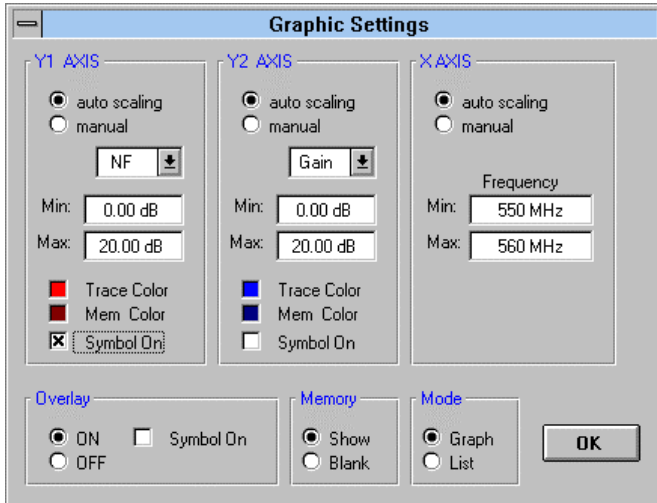 Graphic Settings
Y1 AXIS
auto scaling
manual
NF
Min: 0.00 dB
Max: 20.00 dB
Trace Color
Mem Color
Symbol On
Y2 AXIS
auto scaling
manual
Gain
Min: 0.00 dB
Max: 20.00 dB
Trace Color
Mem Color
Symbol On
X AXIS
auto scaling
manual
Frequency
Min: 550 MHz
Max: 560 MHz
Overlay
ON Symbol On
OFF
Memory
Show
Blank
Mode
Graph
List
OK